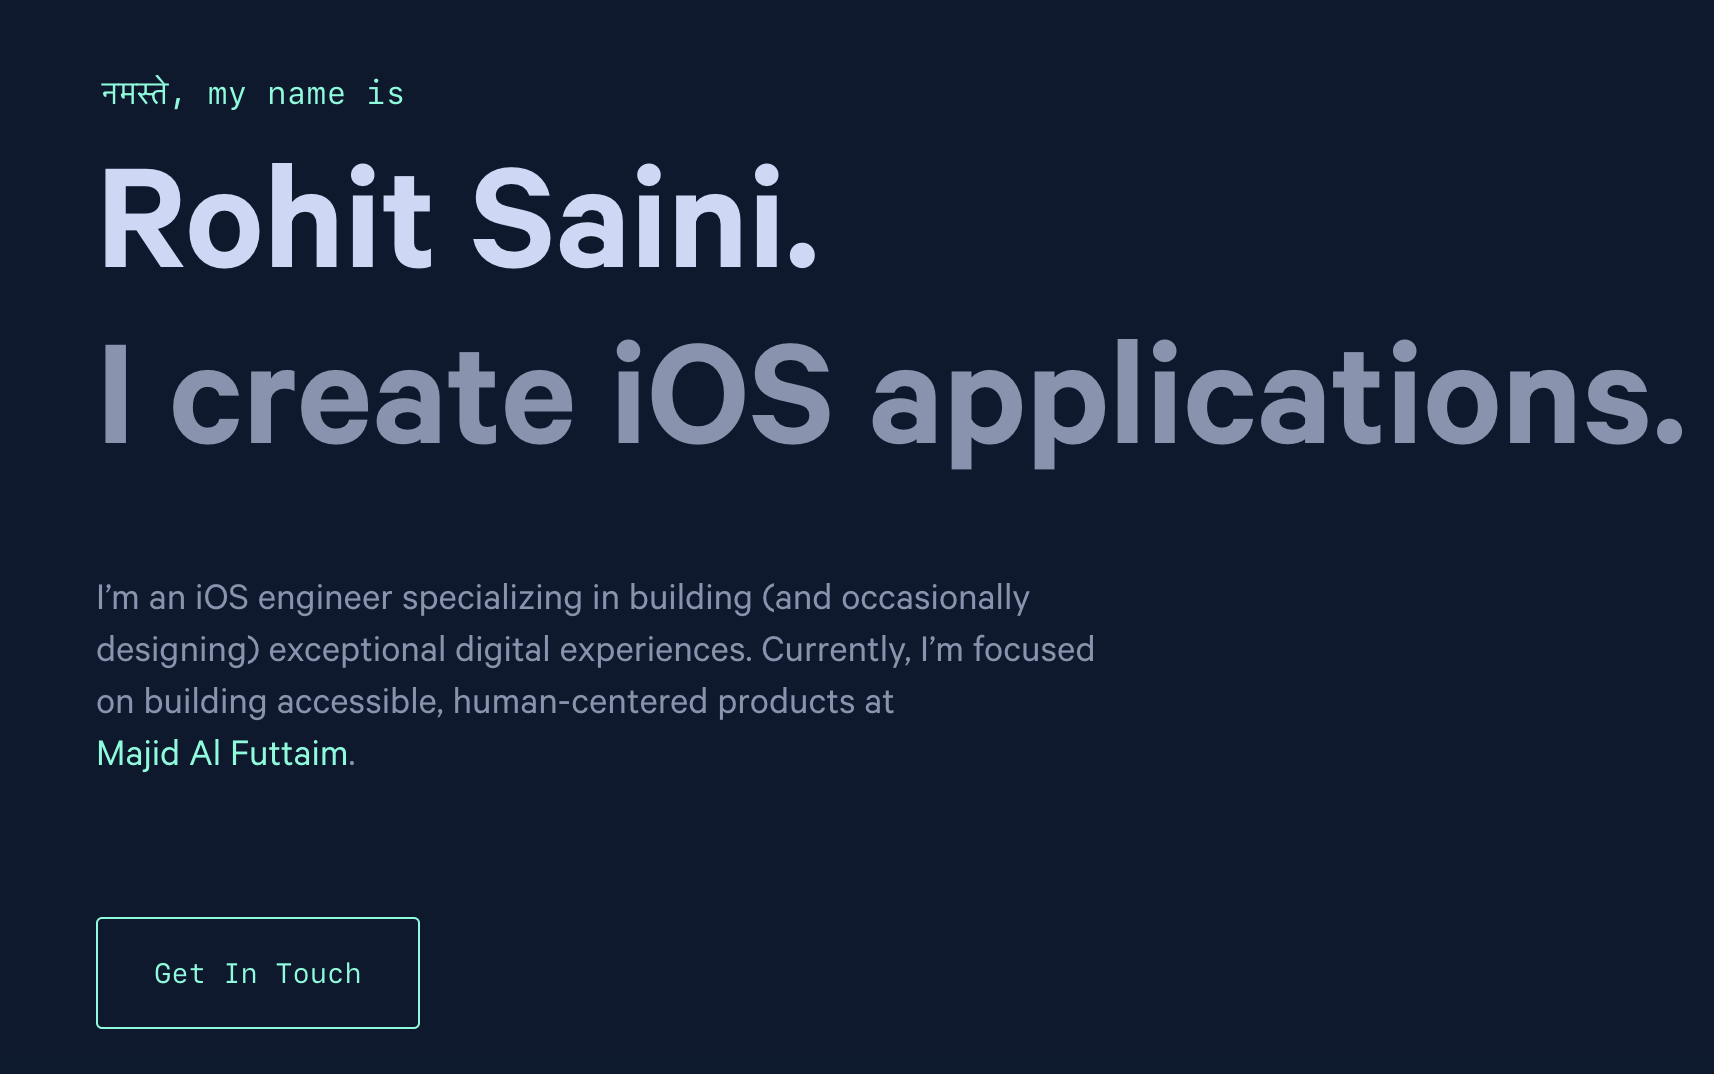 नमस्ते, my name is
Rohit Saini.
I create iOS applications.
I’m an iOS engineer specializing in building (and occasionally
designing) exceptional digital experiences. Currently, I’m focused
on building accessible, human-centered products at
Majid Al Futtaim.
Get In Touch